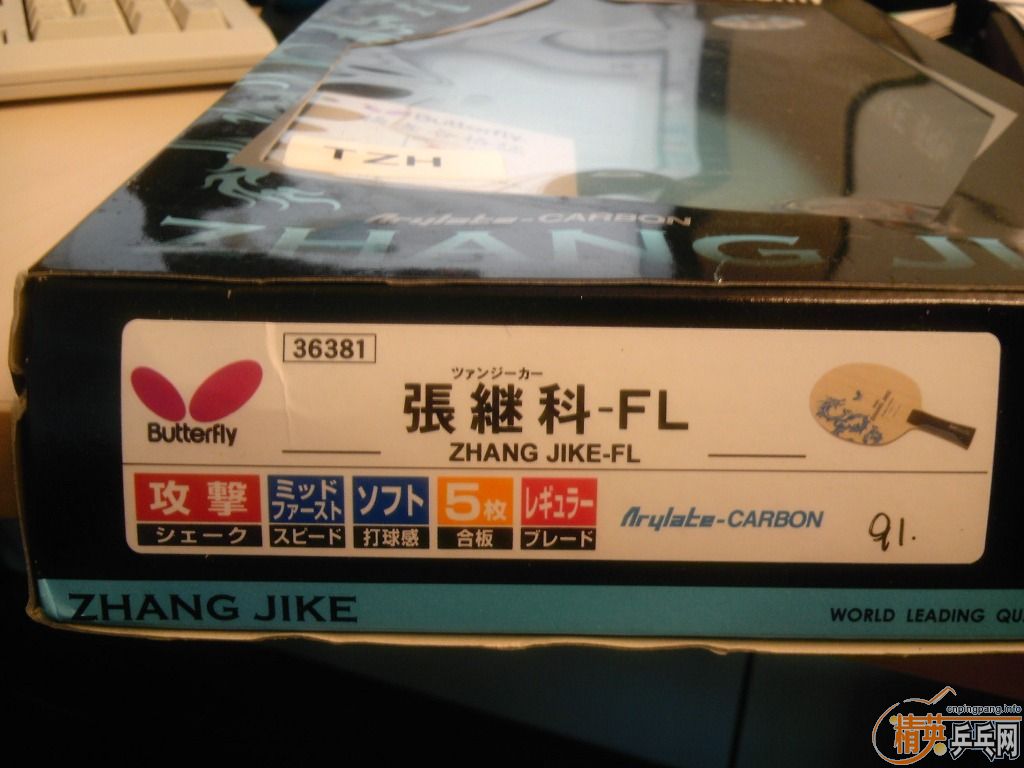 Butterfly
TZH
Arylate-CARBON
ZHANG JI
36381
ツァンジーカー
張継科-FL
ZHANG JIKE-FL
Butterfly
攻撃
シェーク
ミッド
ファースト
スピード
ソフト
打球感
5枚
合板
レギュラー
ブレード
Arylate-CARBON
91.
ZHANG JIKE
WORLD LEADING QU
cnpingpang.info
精英乒乓网